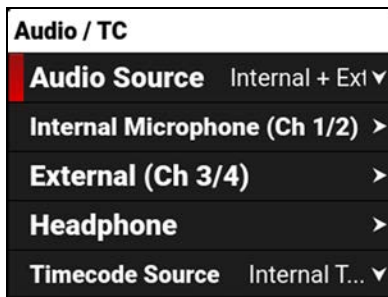 Audio / TC
Audio Source Internal + Ext
Internal Microphone (Ch 1/2)
External (Ch 3/4)
Headphone
Timecode Source Internal T...